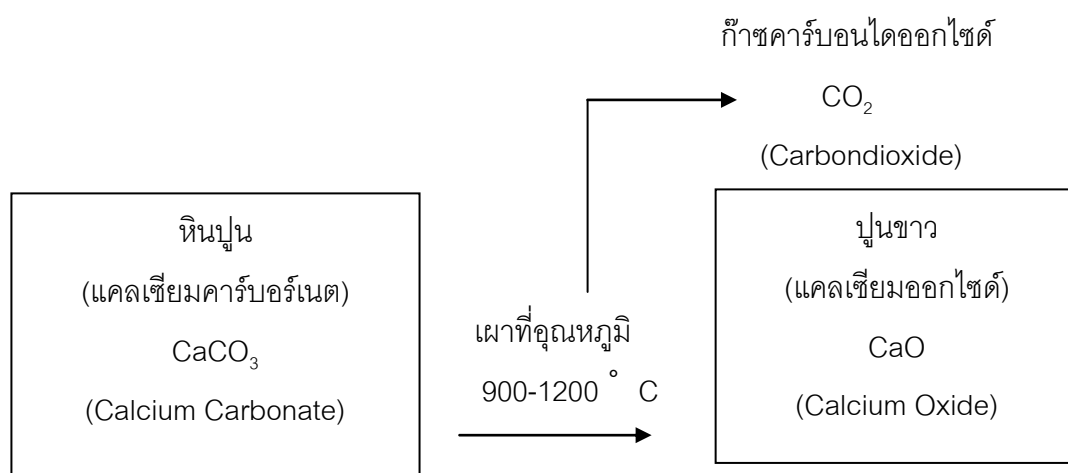 ก๊าซคาร์บอนไดออกไซด์
CO₂
(Carbondioxide)
หินปูน
(แคลเซียมคาร์บอร์เนต)
CaCO₃
(Calcium Carbonate)
เผาที่อุณหภูมิ
900-1200 ° C
ปูนขาว
(แคลเซียมออกไซด์)
CaO
(Calcium Oxide)